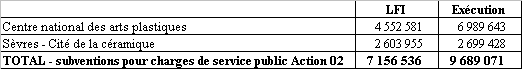 LFI Exécution
Centre national des arts plastiques 4 552 581 6 989 643
Sèvres - Cité de la céramique 2 603 955 2 699 428
TOTAL - subventions pour charges de service public Action 02 7 156 536 9 689 071